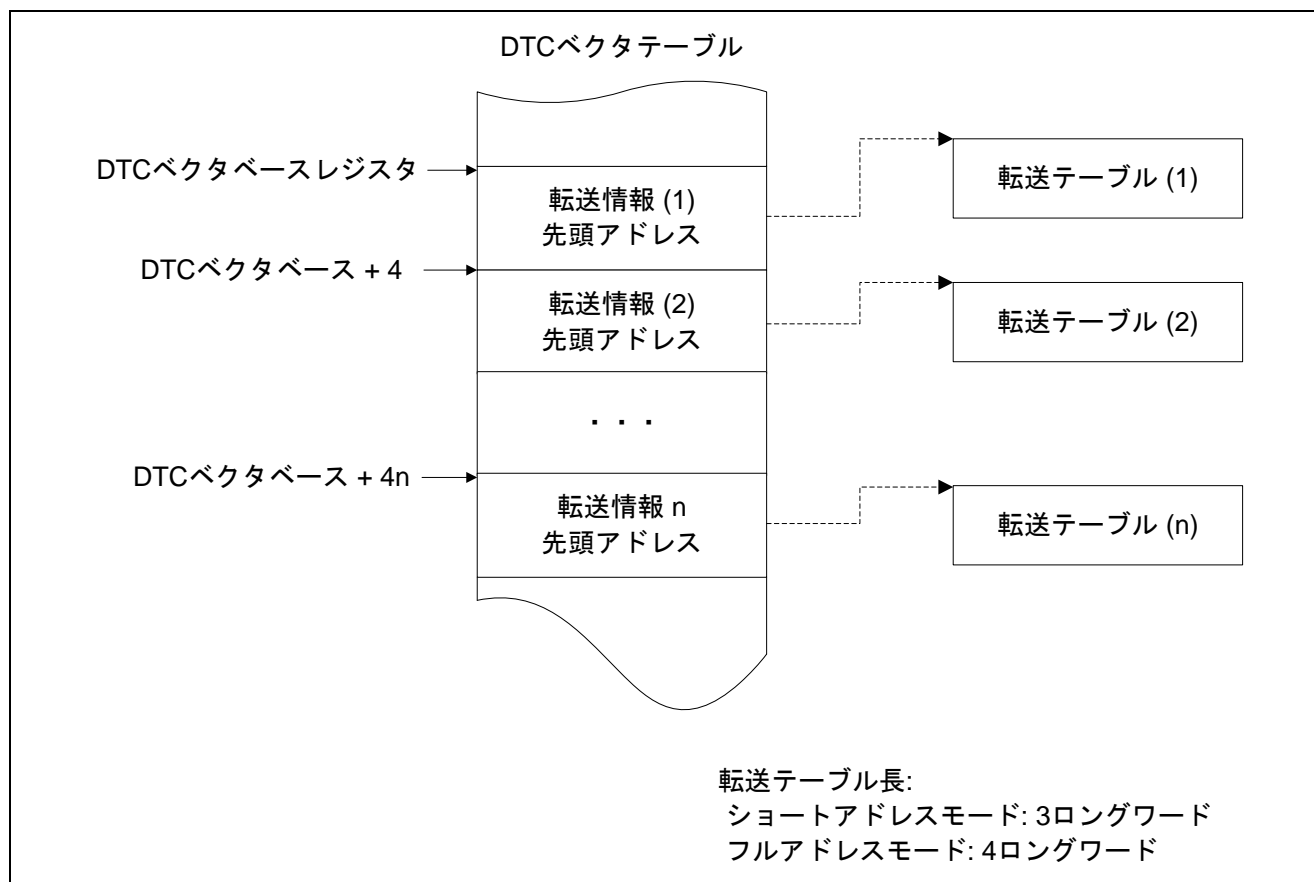 DTCベクタテーブル
DTCベクタベースレジスタ
転送情報 (1)
先頭アドレス
転送テーブル (1)
DTCベクタベース + 4
転送情報 (2)
先頭アドレス
転送テーブル (2)
・・・
DTCベクタベース + 4n
転送情報 n
先頭アドレス
転送テーブル (n)
転送テーブル長:
ショートアドレスモード: 3ロングワード
フルアドレスモード: 4ロングワード